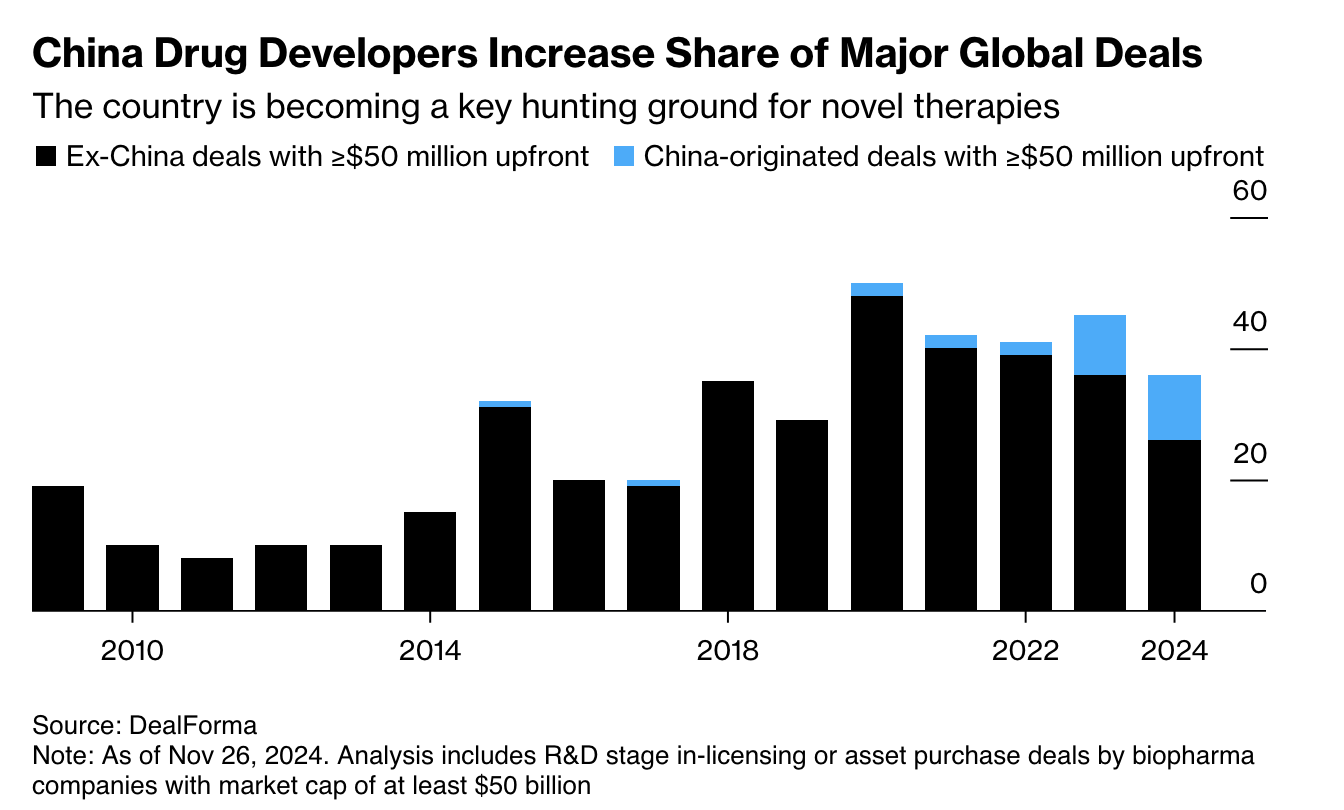 China Drug Developers Increase Share of Major Global Deals
The country is becoming a key hunting ground for novel therapies
Ex-China deals with ≥$50 million upfront China-originated deals with ≥$50 million upfront
60
40
20
0
2010 2014 2018 2022 2024
Source: DealForma
Note: As of Nov 26, 2024. Analysis includes R&D stage in-licensing or asset purchase deals by biopharma
companies with market cap of at least $50 billion